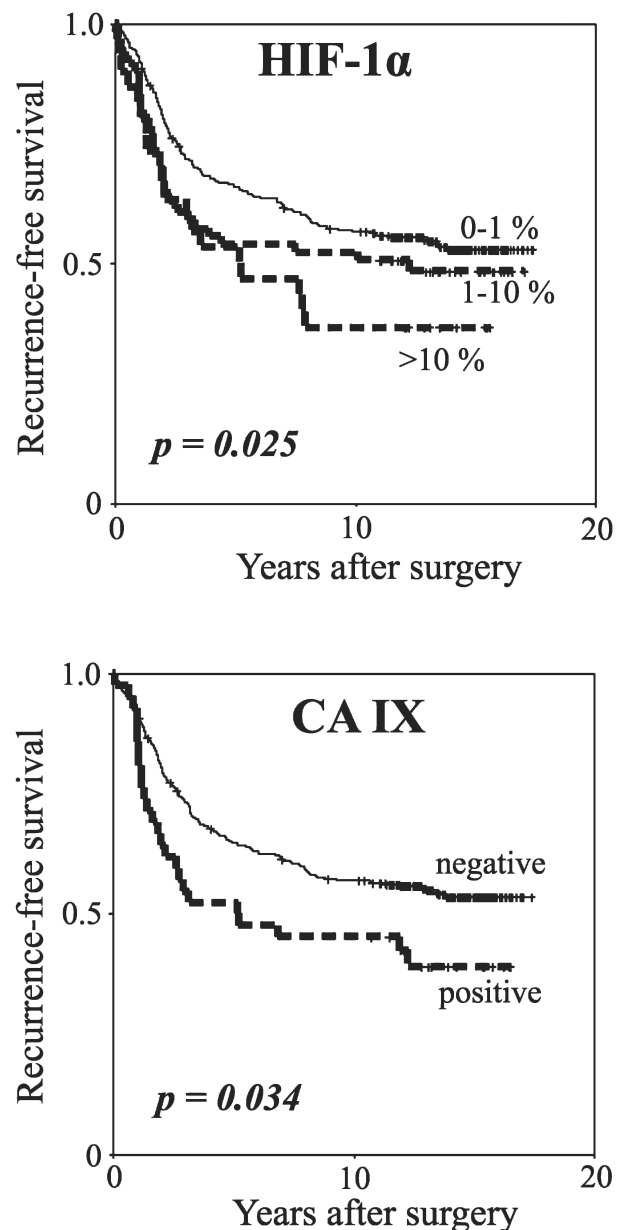 1.0
HIF-1α
Recurrence-free survival
0-1 %
0.5
1-10 %
>10 %
p = 0.025
0
0
10
20
Years after surgery
1.0
CA IX
Recurrence-free survival
negative
0.5
positive
p = 0.034
0
0
10
20
Years after surgery